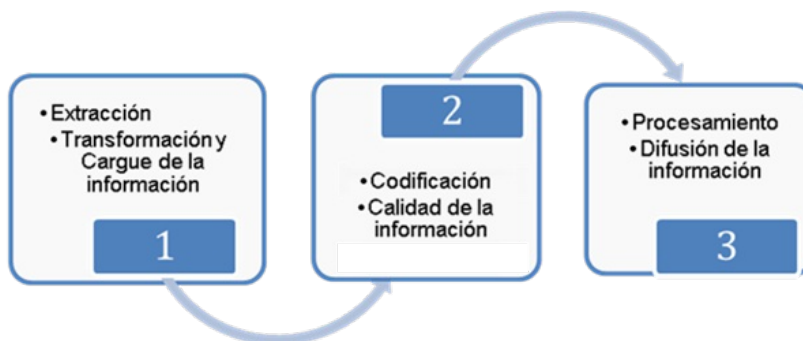 •Extracción
•Transformación y
Cargue de la
información
1
2
•Codificación
•Calidad de la
información
•Procesamiento
•Difusión de la
información
3